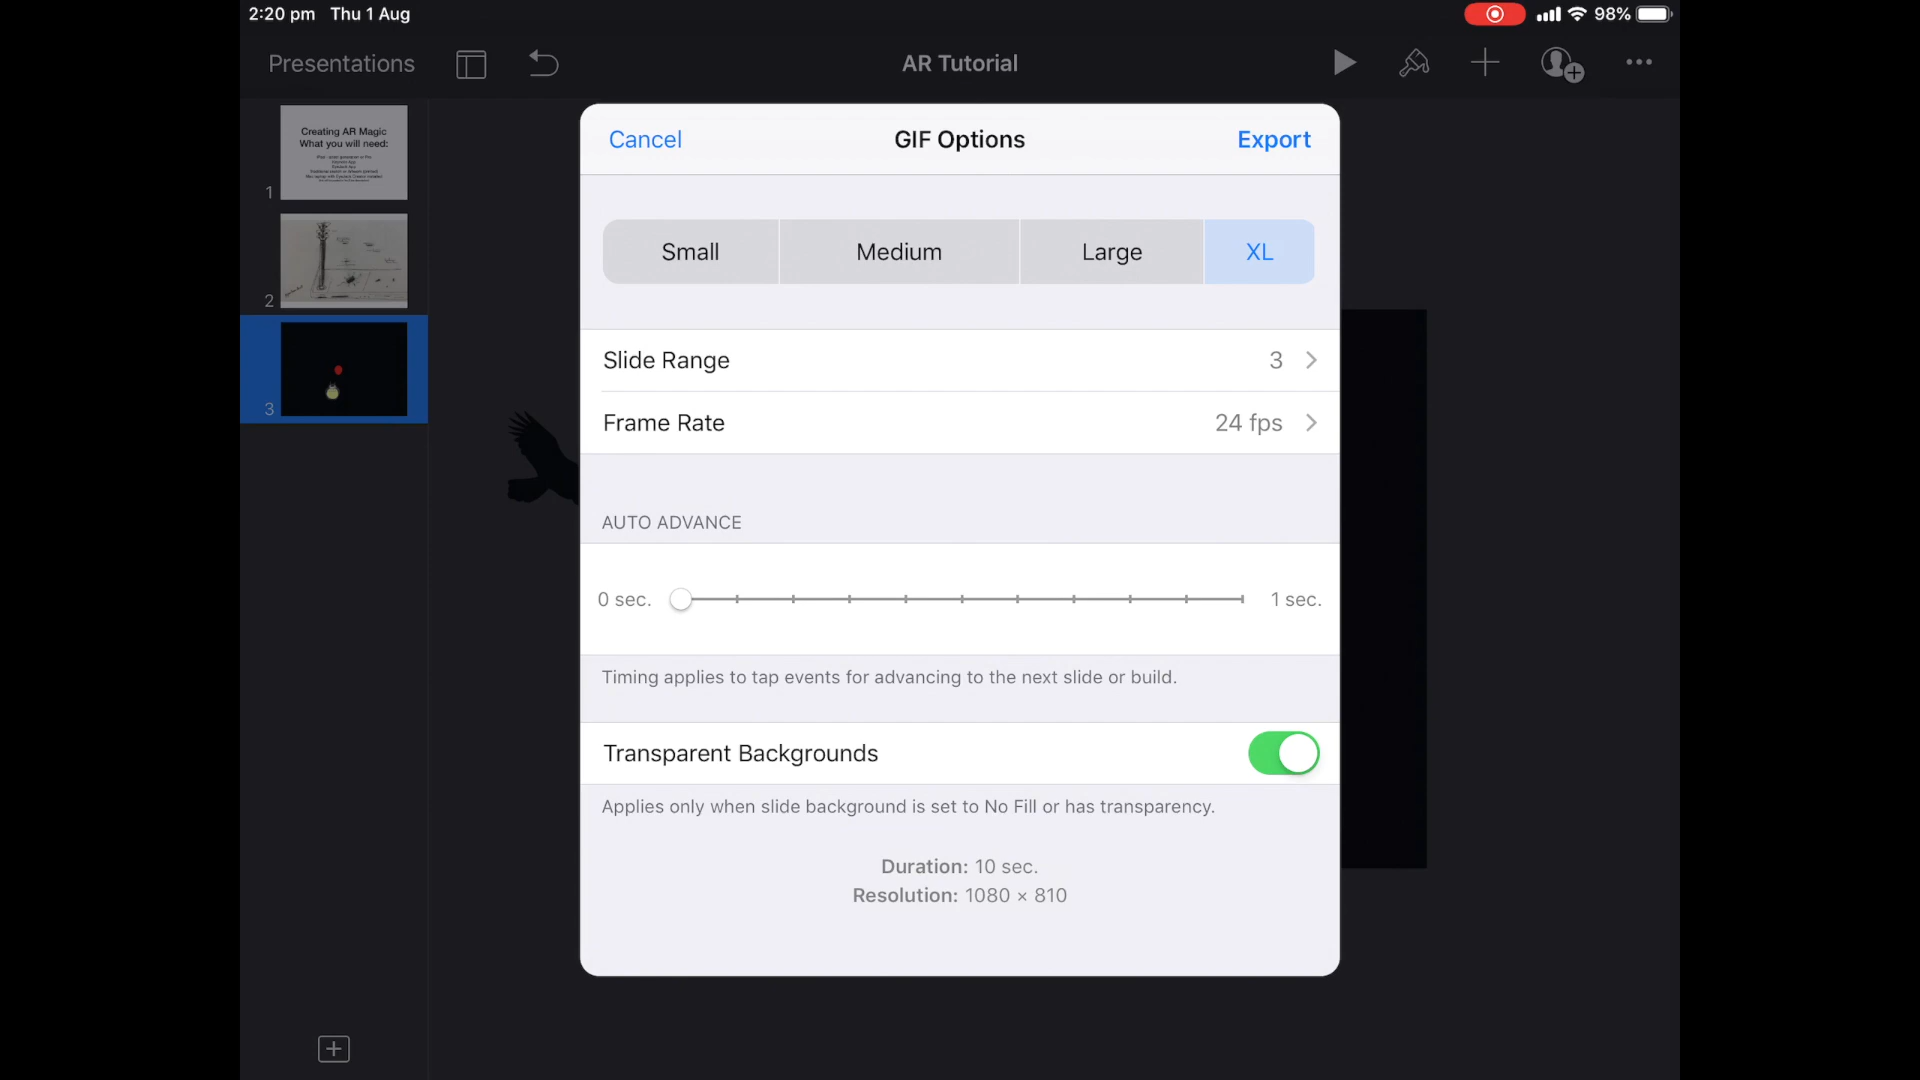 2:20 pm Thu 1 Aug
98%
Presentations
AR Tutorial
Creating AR Magic
What you will need:
1
2
3
Cancel
GIF Options
Export
Small
Medium
Large
XL
Slide Range
3
Frame Rate
24 fps
AUTO ADVANCE
0 sec.
1 sec.
Timing applies to tap events for advancing to the next slide or build.
Transparent Backgrounds
Applies only when slide background is set to No Fill or has transparency.
Duration: 10 sec.
Resolution: 1080 × 810